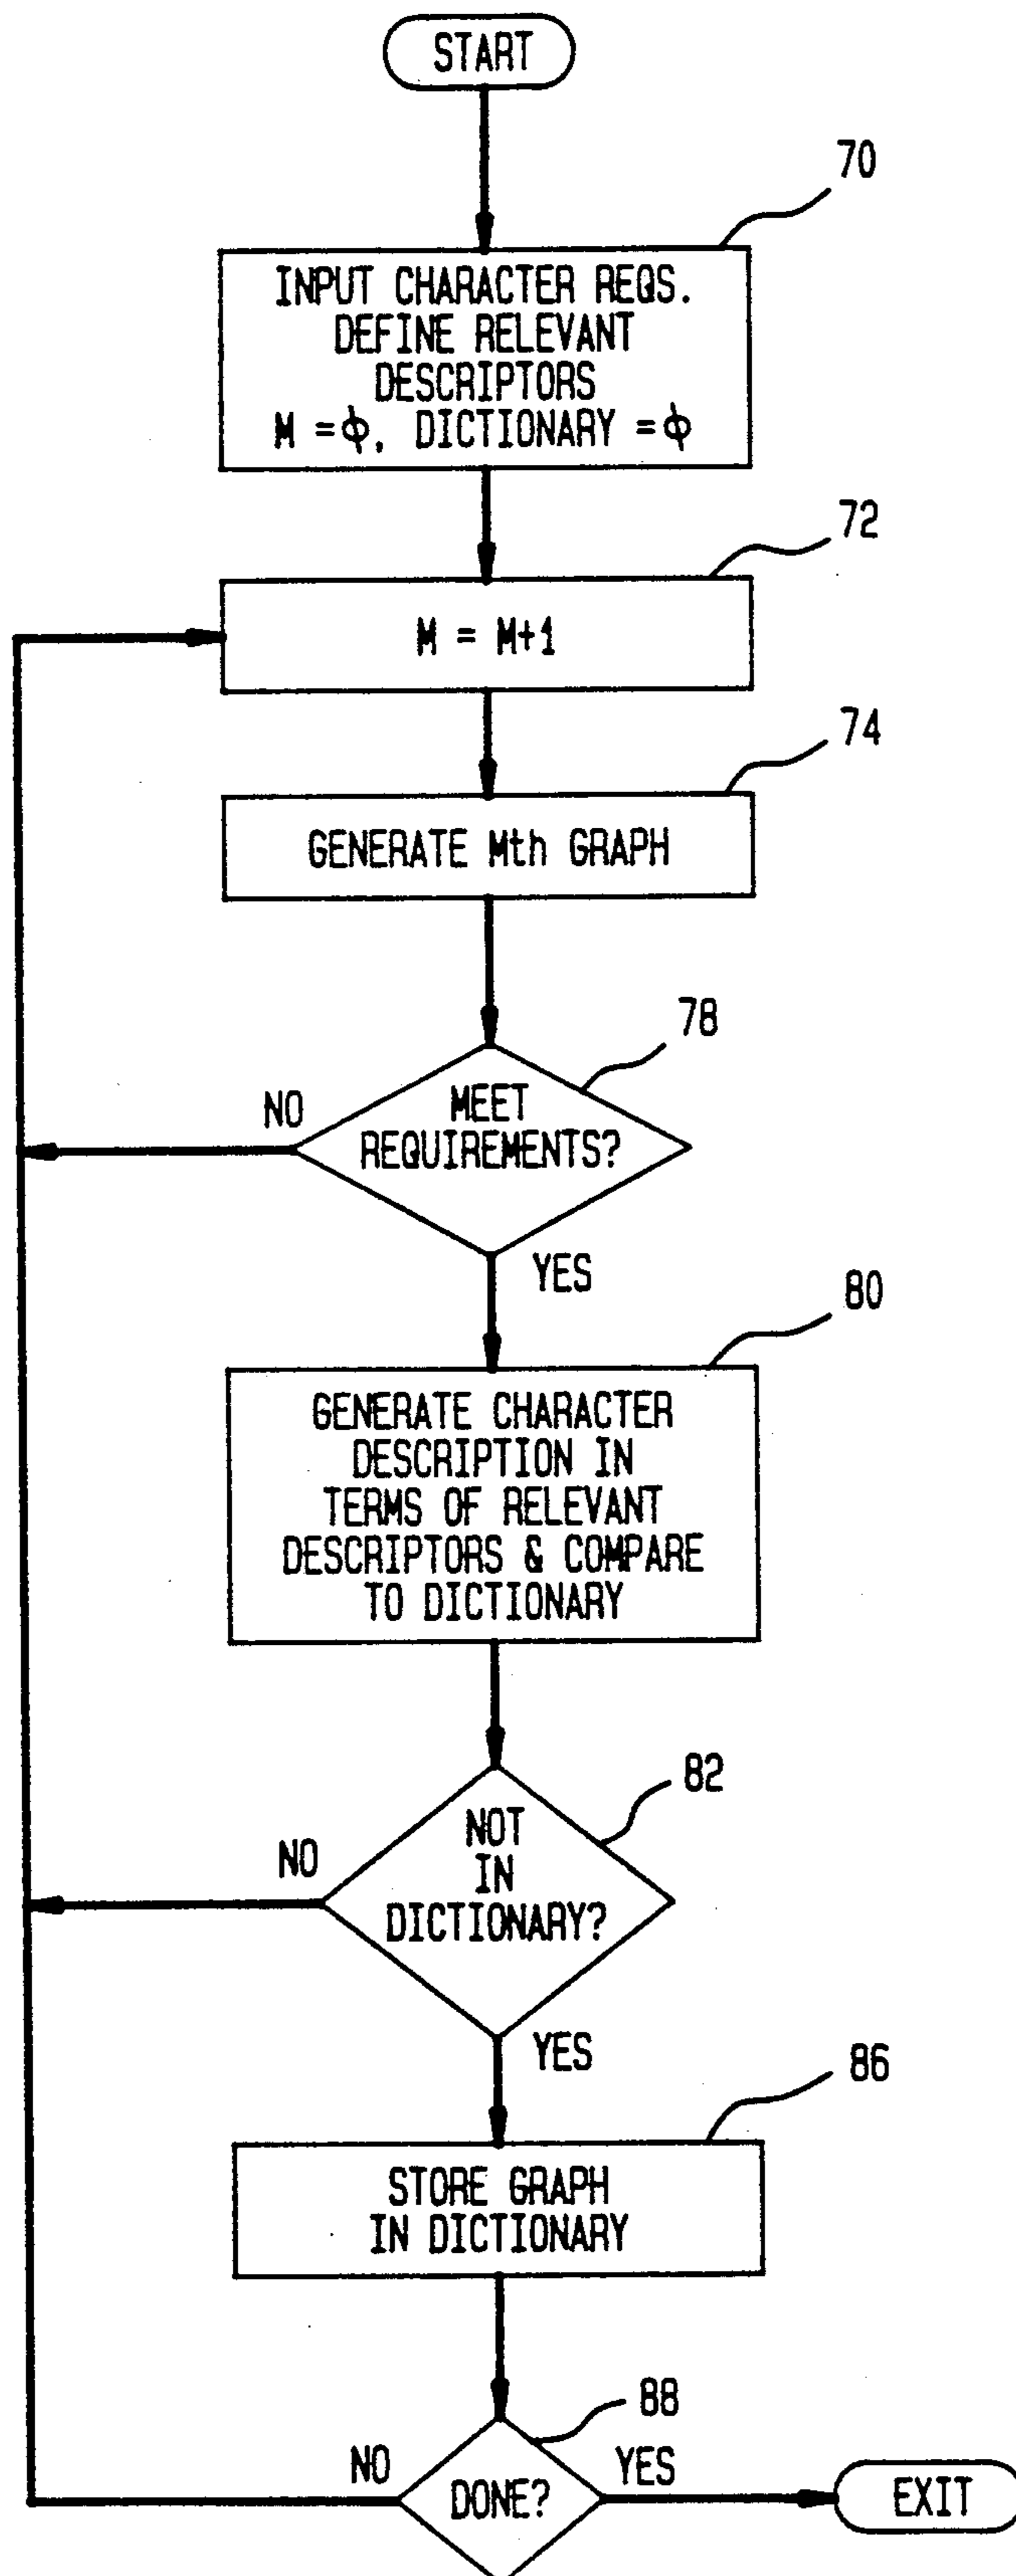 START
70
INPUT CHARACTER REQS.
DEFINE RELEVANT
DESCRIPTORS
M =ϕ, DICTIONARY =ϕ
72
M = M+1
74
GENERATE Mth GRAPH
78
NO
MEET
REQUIREMENTS?
YES
80
GENERATE CHARACTER
DESCRIPTION IN
TERMS OF RELEVANT
DESCRIPTORS & COMPARE
TO DICTIONARY
82
NO
NOT
IN
DICTIONARY?
YES
86
STORE GRAPH
IN DICTIONARY
88
NO
DONE?
YES
EXIT